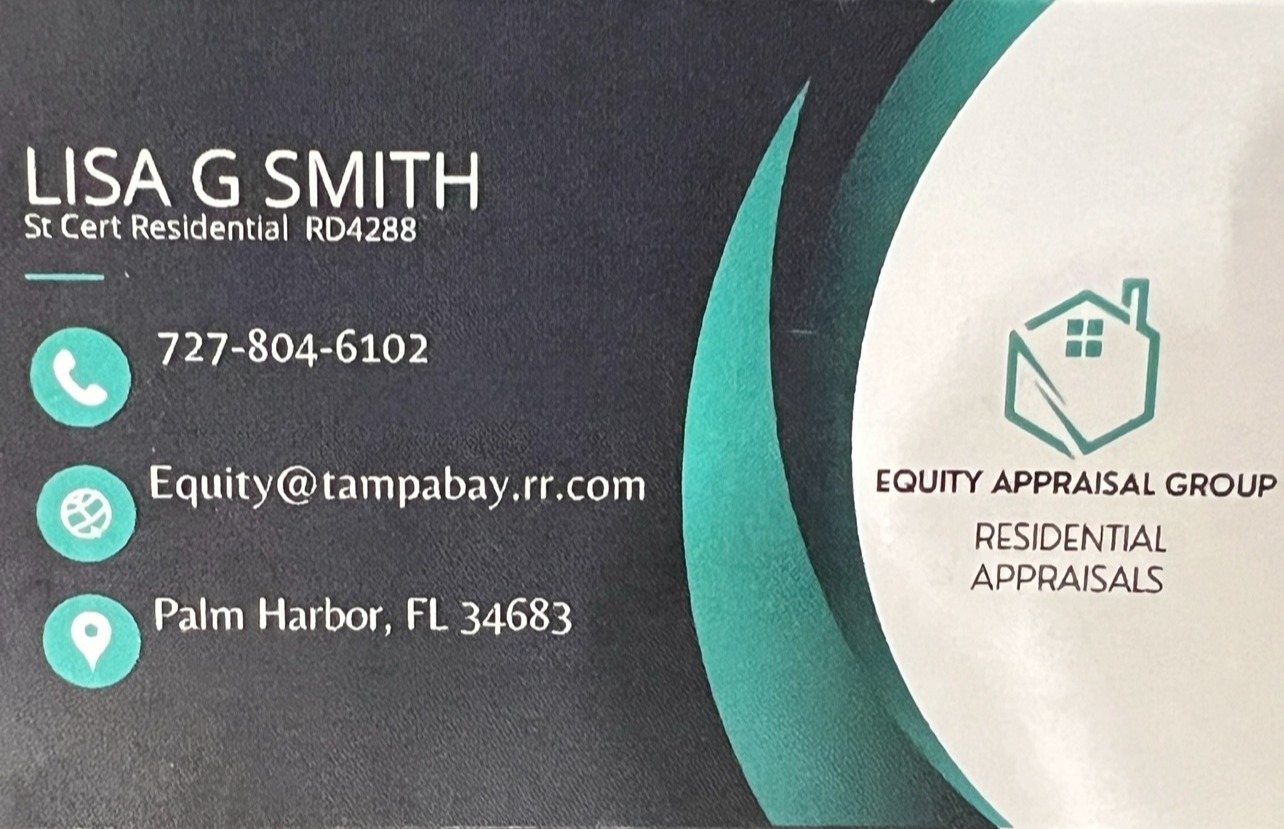 LISA G SMITH
St Cert Residential RD4288
727-804-6102
Equity@tampabay.rr.com
Palm Harbor, FL 34683
EQUITY APPRAISAL GROUP
RESIDENTIAL
APPRAISALS